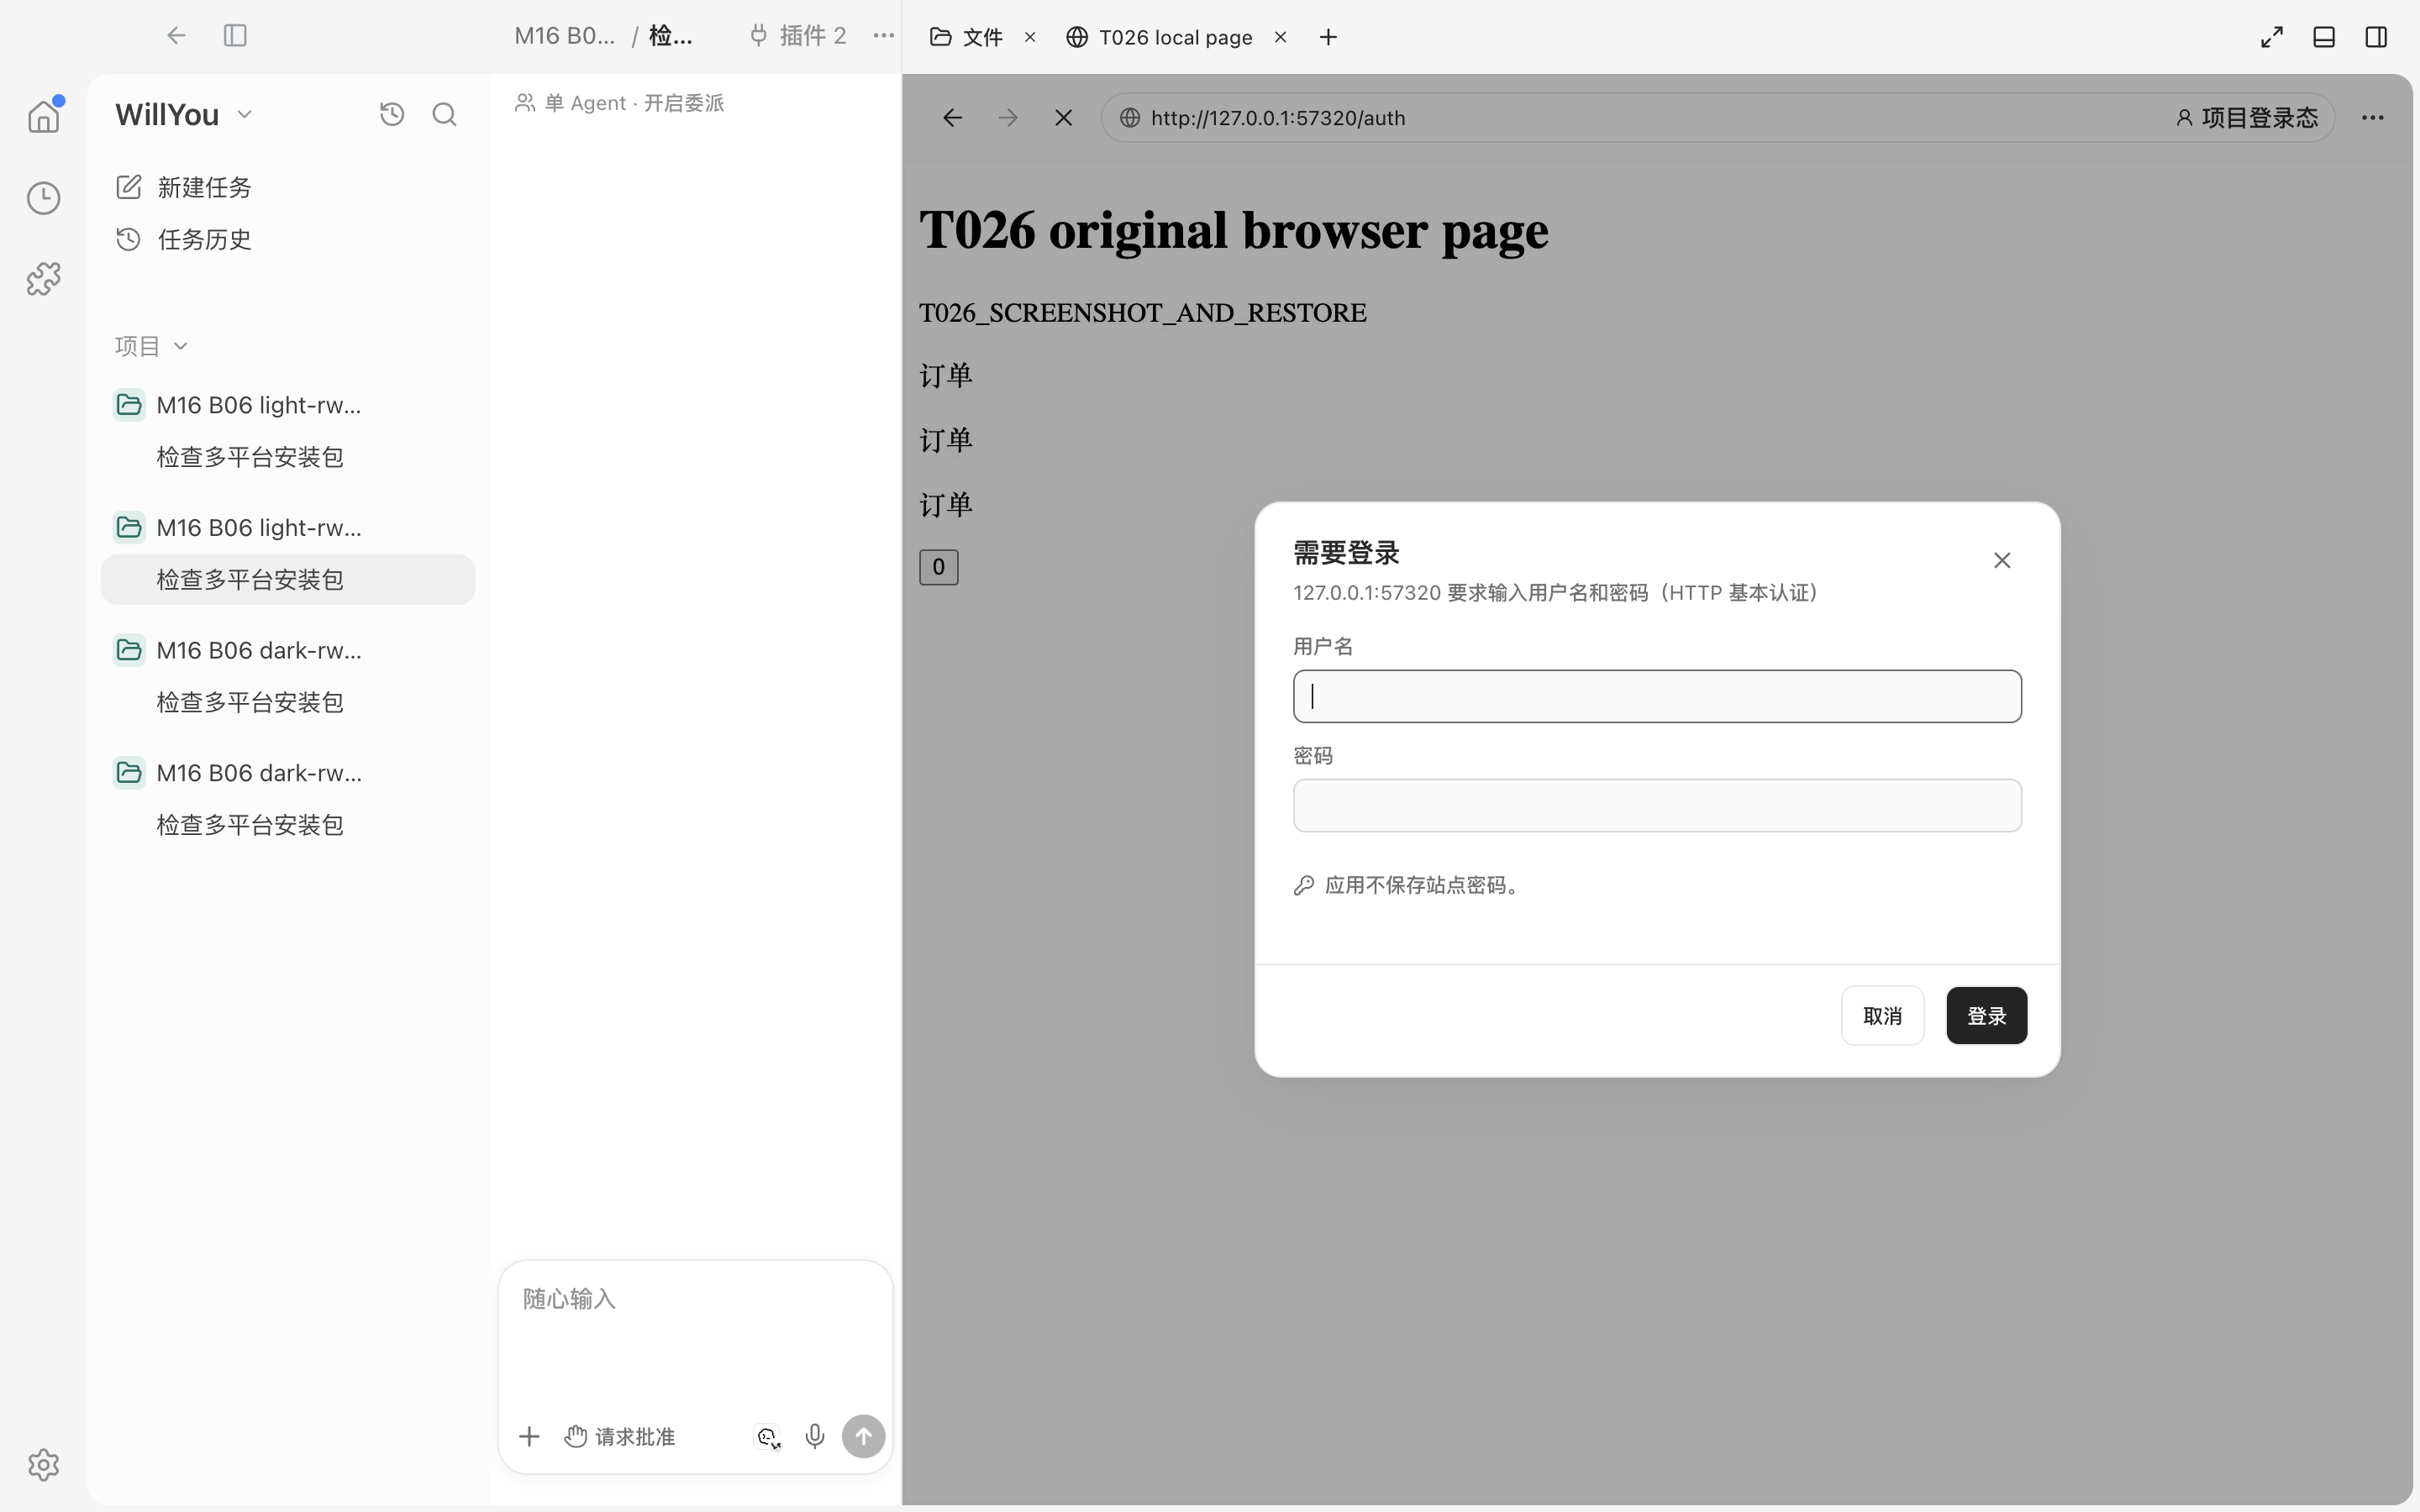 M16 B0... / 检...
插件 2
文件
T026 local page
WillYou
新建任务
任务历史
项目
M16 B06 light-rw...
检查多平台安装包
M16 B06 light-rw...
检查多平台安装包
M16 B06 dark-rw...
检查多平台安装包
M16 B06 dark-rw...
检查多平台安装包
单 Agent · 开启委派
随心输入
请求批准
http://127.0.0.1:57320/auth
项目登录态
T026 original browser page
T026_SCREENSHOT_AND_RESTORE
订单
订单
订单
0
需要登录
127.0.0.1:57320 要求输入用户名和密码（HTTP 基本认证）
用户名
密码
应用不保存站点密码。
取消
登录